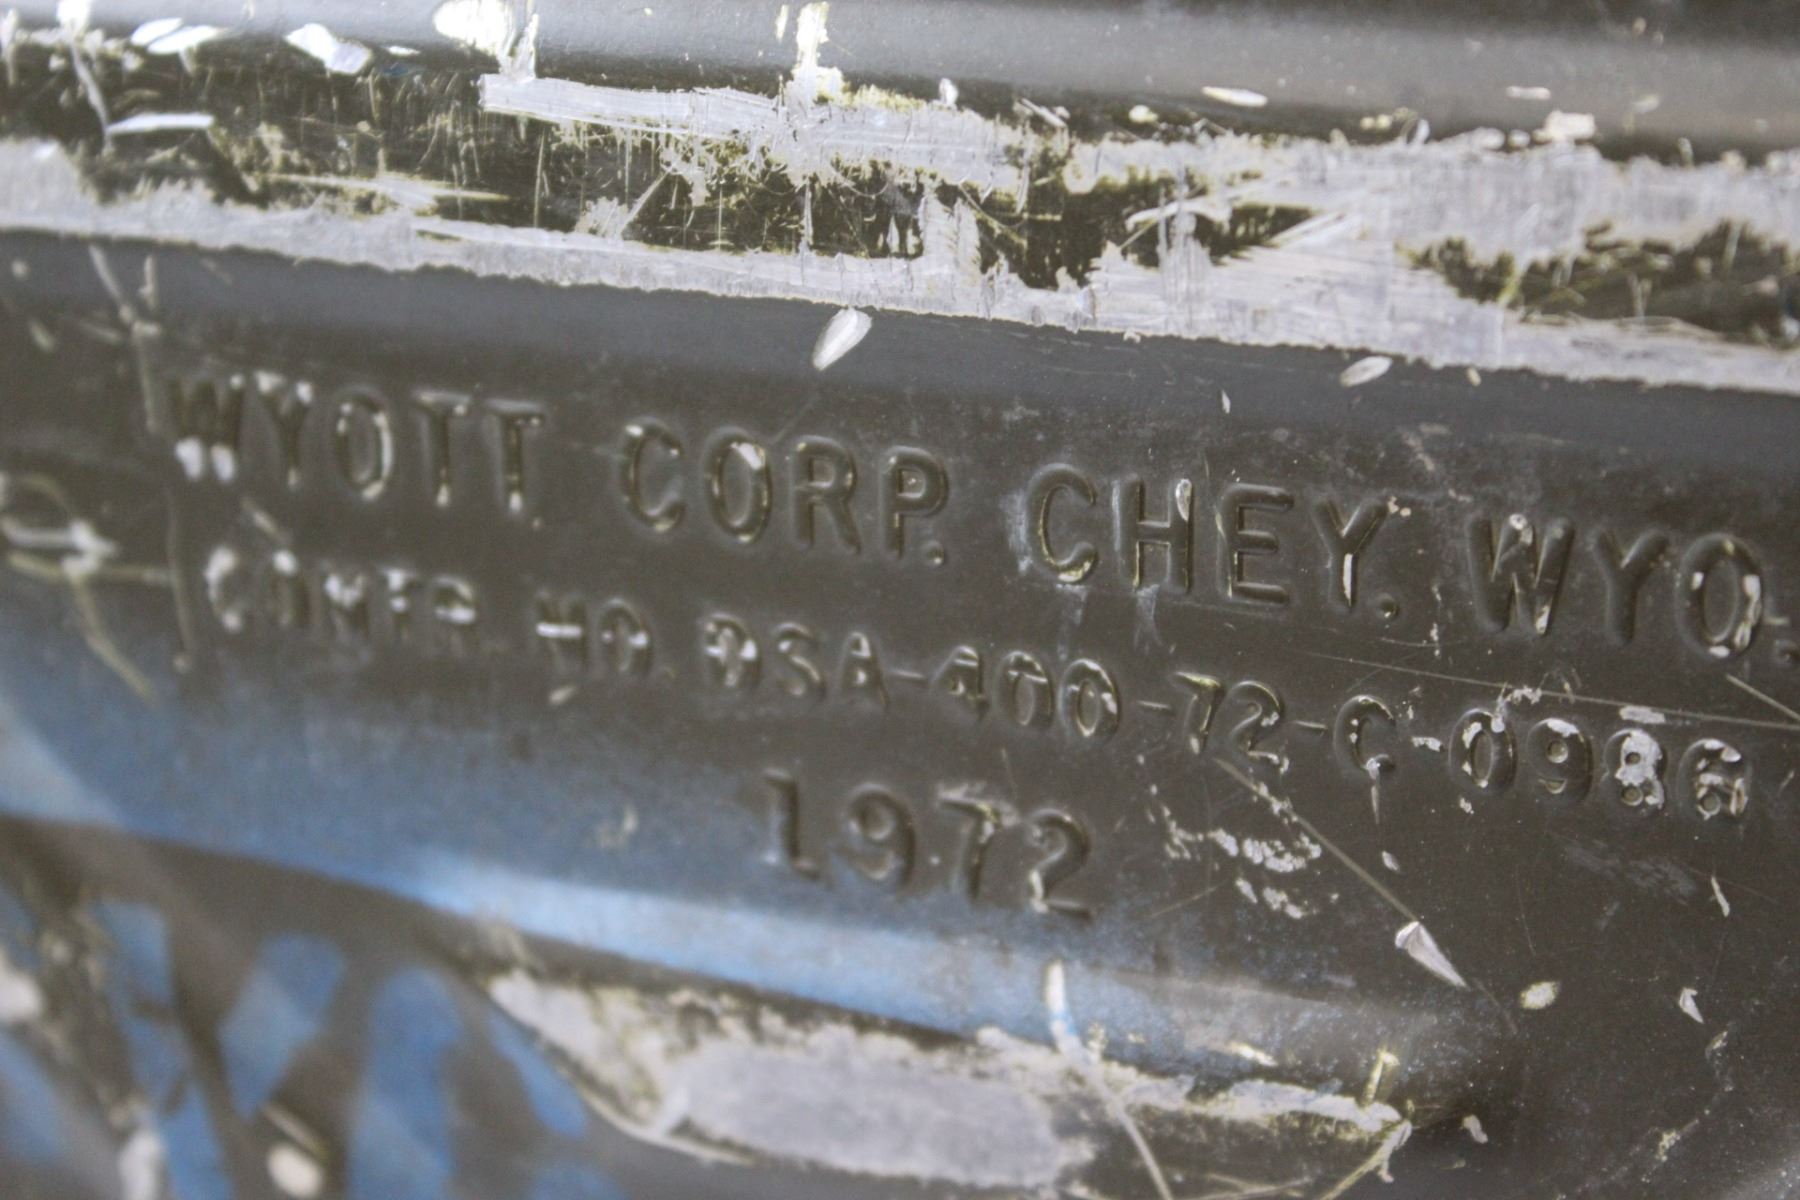 WYOTT CORP. CHEY. WYO.
CONTR. NO. DSA-400-72-C-0986
1972